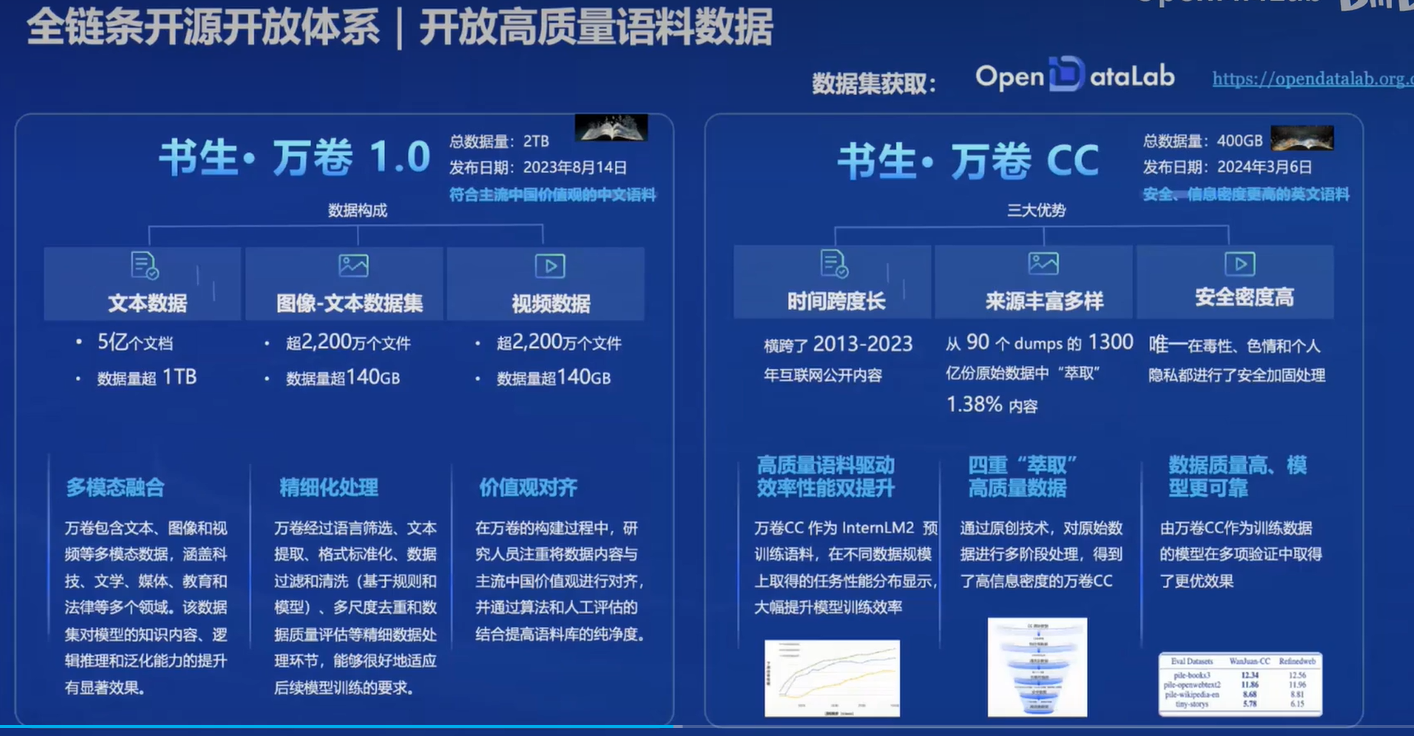 全链条开源开放体系｜开放高质量语料数据
数据集获取：
OpenDataLab
https://opendatalab.org.c
书生·万卷 1.0
总数据量：2TB
发布日期：2023年8月14日
符合主流中国价值观的中文语料
数据构成
文本数据
图像-文本数据集
视频数据
• 5亿个文档
• 数据量超 1TB
• 超2,200万个文件
• 数据量超140GB
• 超2,200万个文件
• 数据量超140GB
多模态融合
万卷包含文本、图像和视
频等多模态数据，涵盖科
技、文学、媒体、教育和
法律等多个领域。该数据
集对模型的知识内容、逻
辑推理和泛化能力的提升
有显著效果。
精细化处理
万卷经过语言筛选、文本
提取、格式标准化、数据
过滤和清洗（基于规则和
模型）、多尺度去重和数
据质量评估等精细数据处
理环节，能够很好地适应
后续模型训练的要求。
价值观对齐
在万卷的构建过程中，研
究人员注重将数据内容与
主流中国价值观进行对齐，
并通过算法和人工评估的
结合提高语料库的纯净度。
书生·万卷 CC
总数据量：400GB
发布日期：2024年3月6日
安全、信息密度更高的英文语料
三大优势
时间跨度长
来源丰富多样
安全密度高
横跨了 2013-2023
年互联网公开内容
从 90 个 dumps 的 1300
亿份原始数据中“萃取”
1.38% 内容
唯一在毒性、色情和个人
隐私都进行了安全加固处理
高质量语料驱动
效率性能双提升
万卷CC 作为 InternLM2 预
训练语料，在不同数据规模
上取得的任务性能分布显示，
大幅提升模型训练效率
四重“萃取”
高质量数据
通过原创技术，对原始数
据进行多阶段处理，得到
了高信息密度的万卷CC
数据质量高、模
型更可靠
由万卷CC作为训练数据
的模型在多项验证中取得
了更优效果
Eval Datasets WanJuan-CC Refinedweb
pile-books3 12.34 12.56
pile-openwebtext2 11.86 11.96
pile-wikipedia-en 8.68 8.81
tiny-storys 5.78 6.15